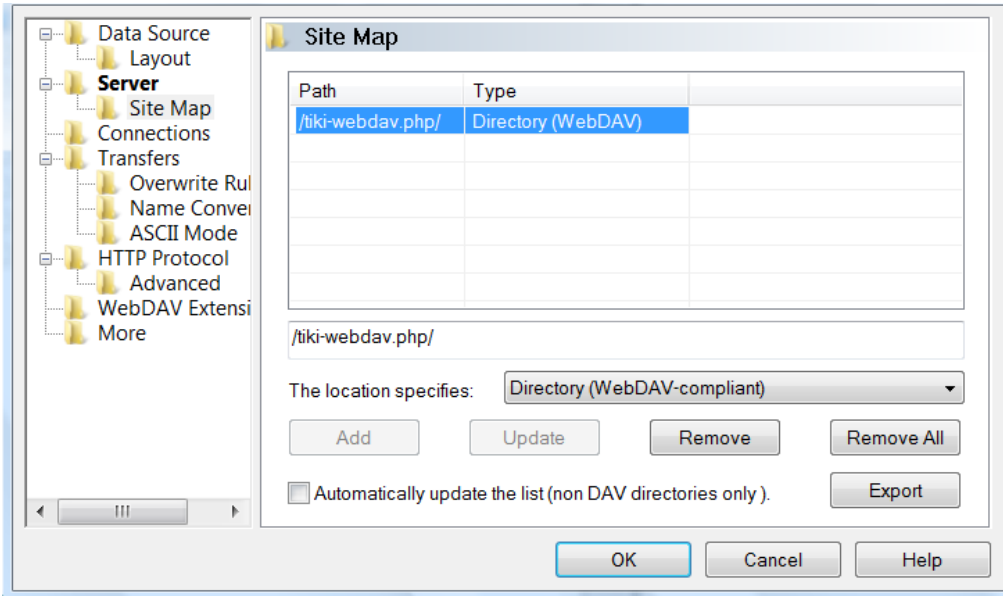 Data Source
Layout
Server
Site Map
Connections
Transfers
Overwrite Rul
Name Conver
ASCII Mode
HTTP Protocol
Advanced
WebDAV Extensi
More
Site Map
Path Type
/tiki-webdav.php/ Directory (WebDAV)
/tiki-webdav.php/
The location specifies: Directory (WebDAV-compliant)
Add Update Remove Remove All
Automatically update the list (non DAV directories only ). Export
OK Cancel Help